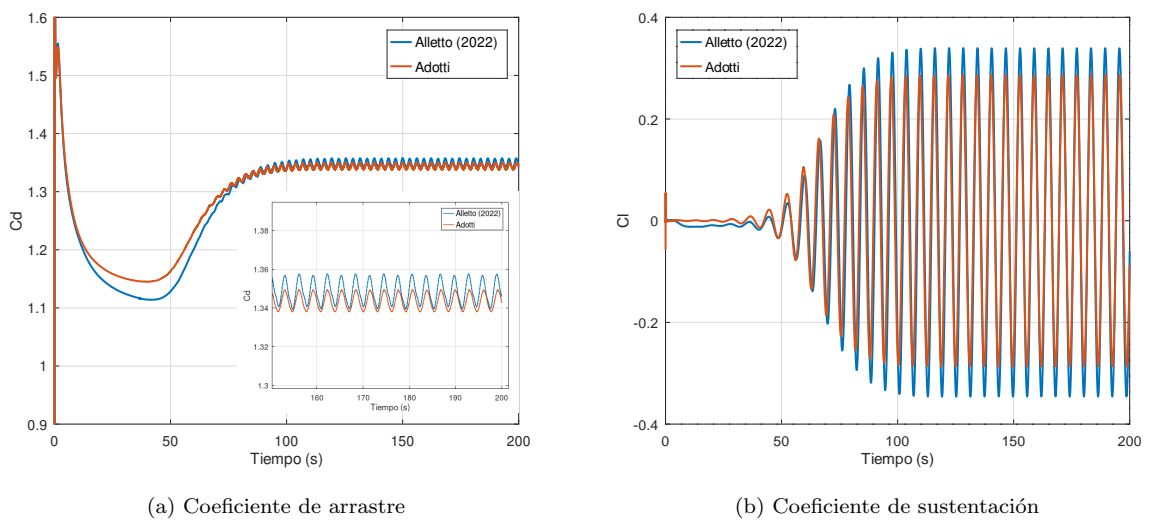 1.6
1.5
1.4
1.3
1.2
1.1
1
0.9
Cd
0
50
100
150
200
Tiempo (s)
Alletto (2022)
Adotti
1.38
1.36
1.34
1.32
1.3
Cd
160
170
180
190
200
Tiempo (s)
Alletto (2022)
Adotti
(a) Coeficiente de arrastre
0.4
0.2
0
-0.2
-0.4
Cl
0
50
100
150
200
Tiempo (s)
Alletto (2022)
Adotti
(b) Coeficiente de sustentación